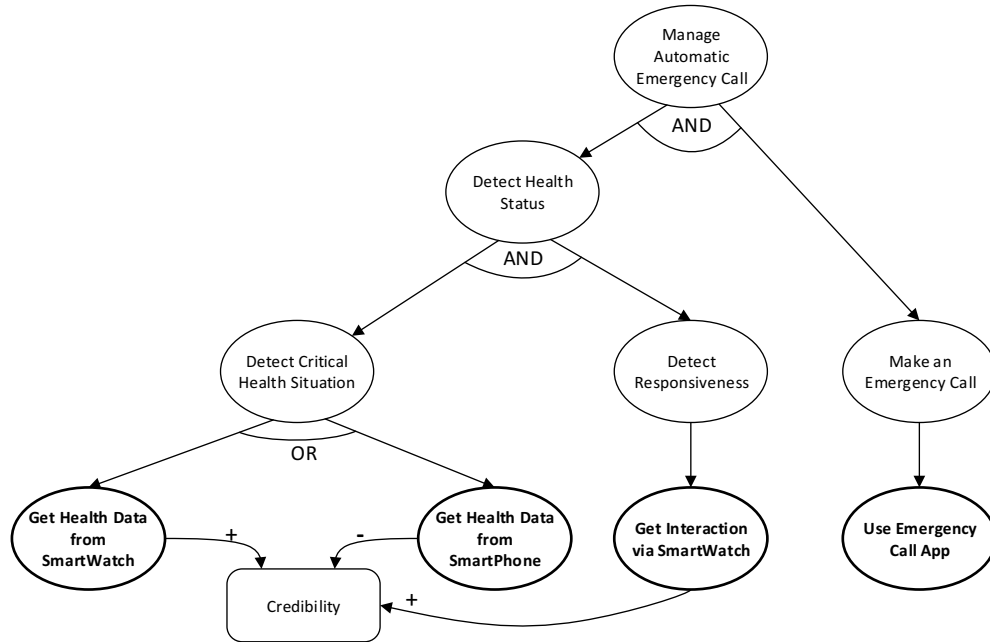 Manage
Automatic
Emergency Call
AND
Detect Health
Status
AND
Detect Critical
Health Situation
Detect
Responsiveness
Make an
Emergency Call
OR
Get Health Data
from
SmartWatch
+
-
Get Health Data
from
SmartPhone
Get Interaction
via SmartWatch
Use Emergency
Call App
Credibility
+